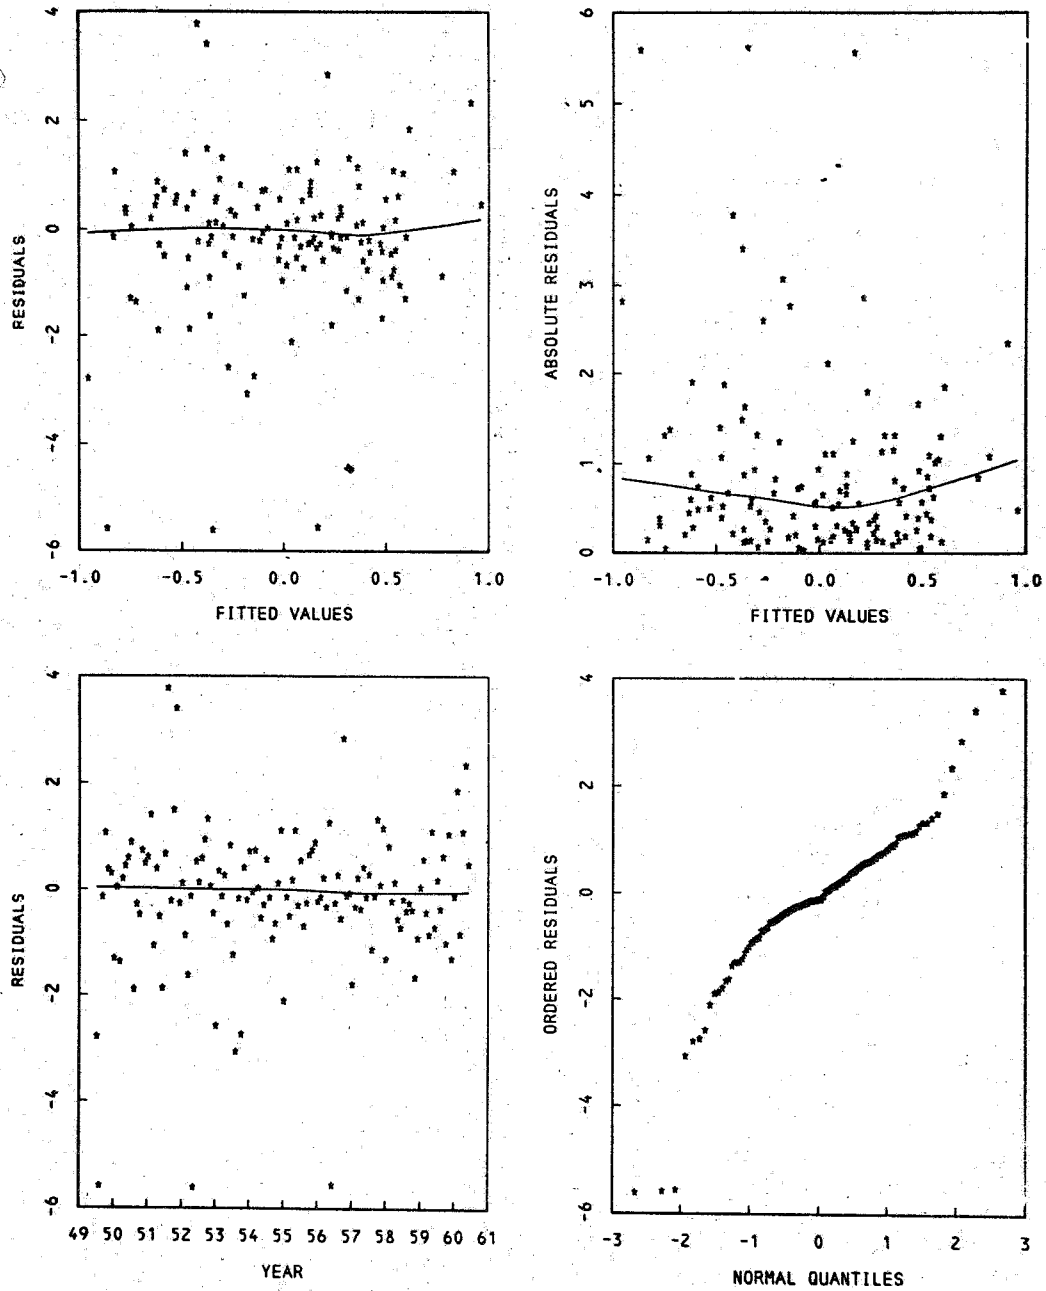 4
2
0
-2
-4
-6
RESIDUALS
-1.0 -0.5 0.0 0.5 1.0
FITTED VALUES
6
5
4
3
2
1
0
ABSOLUTE RESIDUALS
-1.0 -0.5 0.0 0.5 1.0
FITTED VALUES
4
2
0
-2
-4
-6
RESIDUALS
49 50 51 52 53 54 55 56 57 58 59 60 61
YEAR
4
2
0
-2
-4
-6
ORDERED RESIDUALS
-3 -2 -1 0 1 2 3
NORMAL QUANTILES